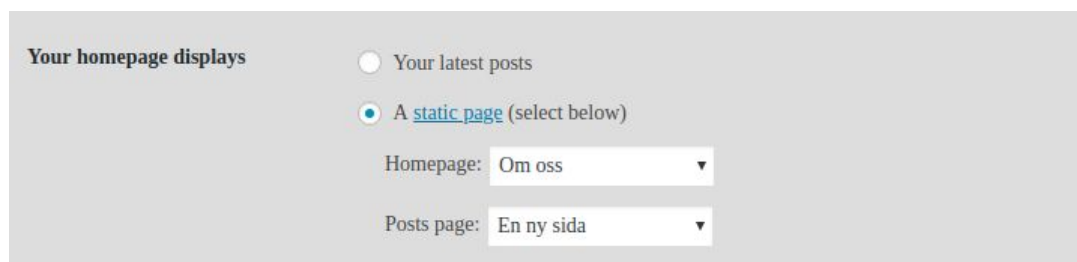 Your homepage displays
Your latest posts
A static page (select below)
Homepage: Om oss
Posts page: En ny sida